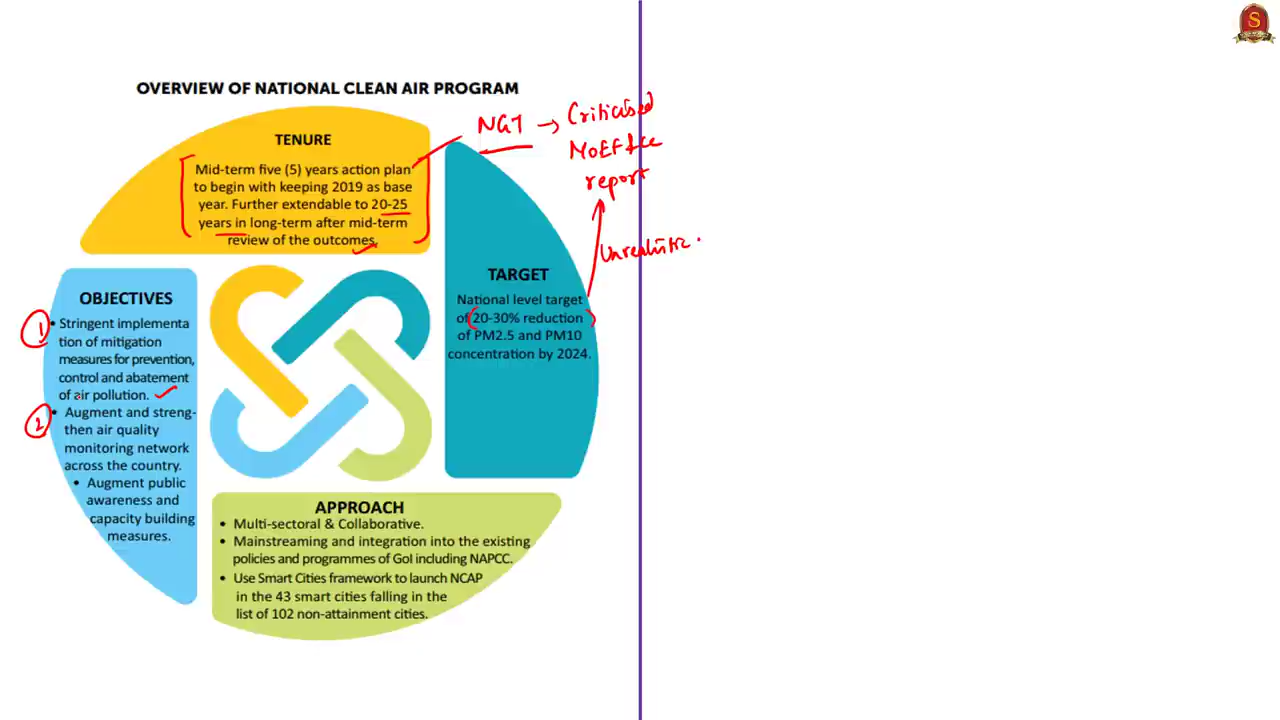 S
OVERVIEW OF NATIONAL CLEAN AIR PROGRAM
TENURE
Mid-term five (5) years action plan
to begin with keeping 2019 as base
year. Further extendable to 20-25
years in long-term after mid-term
review of the outcomes.
NGT → Criticised
MoEF&CC
report
Unrealistic.
TARGET
National level target
of 20-30% reduction
of PM2.5 and PM10
concentration by 2024.
OBJECTIVES
1
• Stringent implementa
tion of mitigation
measures for prevention,
control and abatement
of air pollution.
2
• Augment and streng-
then air quality
monitoring network
across the country.
• Augment public
awareness and
capacity building
measures.
APPROACH
• Multi-sectoral & Collaborative.
• Mainstreaming and integration into the existing
policies and programmes of GoI including NAPCC.
• Use Smart Cities framework to launch NCAP
in the 43 smart cities falling in the
list of 102 non-attainment cities.